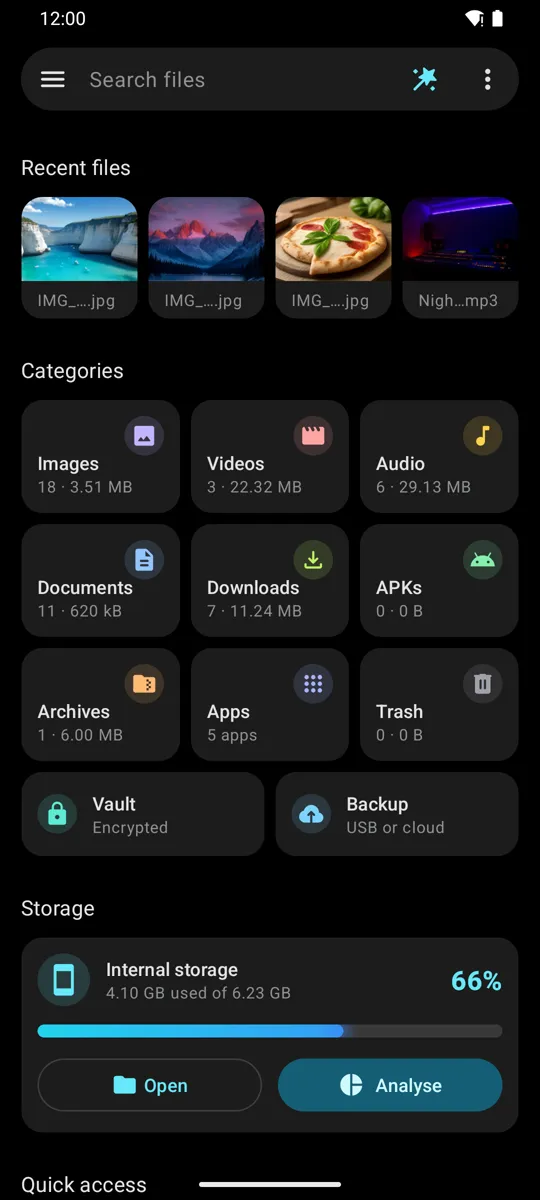 12:00
Search files
Recent files
IMG_....jpg
IMG_....jpg
IMG_....jpg
Nigh...mp3
Categories
Images
18 · 3.51 MB
Videos
3 · 22.32 MB
Audio
6 · 29.13 MB
Documents
11 · 620 kB
Downloads
7 · 11.24 MB
APKs
0 · 0 B
Archives
1 · 6.00 MB
Apps
5 apps
Trash
0 · 0 B
Vault
Encrypted
Backup
USB or cloud
Storage
Internal storage
4.10 GB used of 6.23 GB
66%
Open
Analyse
Quick access